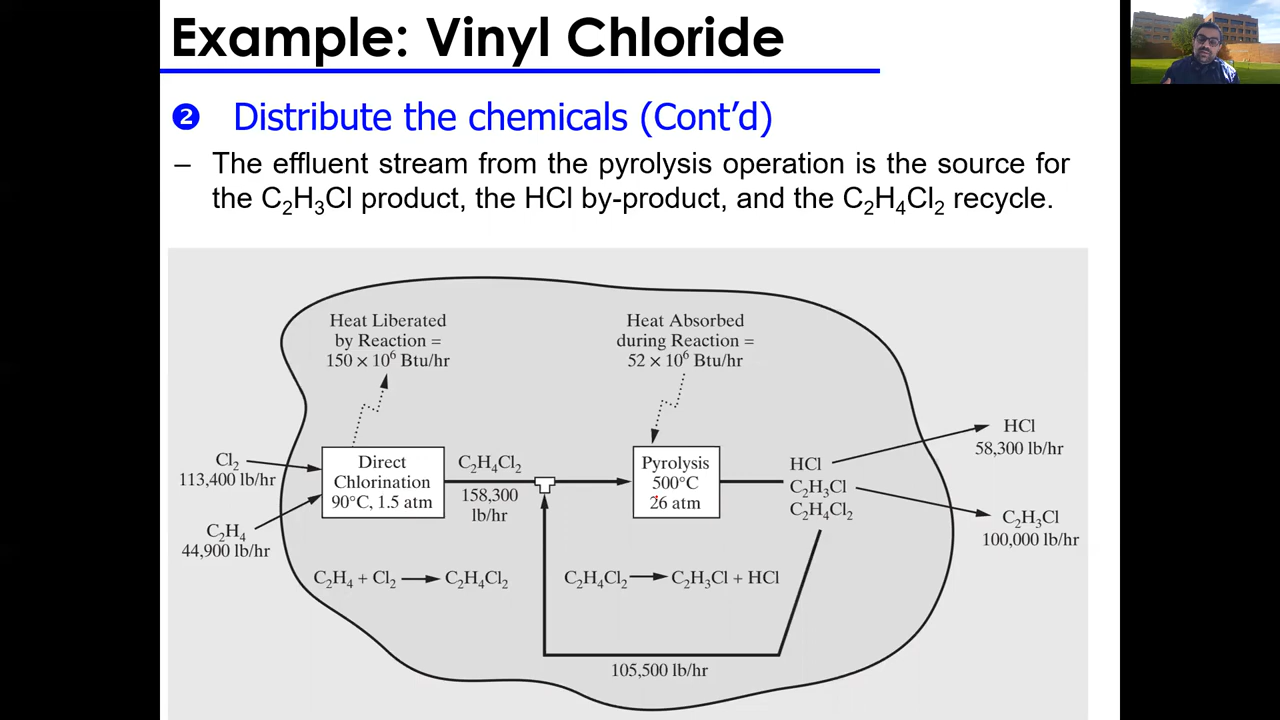 Example: Vinyl Chloride
❷ Distribute the chemicals (Cont’d)
– The effluent stream from the pyrolysis operation is the source for
the C₂H₃Cl product, the HCl by-product, and the C₂H₄Cl₂ recycle.
Heat Liberated
by Reaction =
150 × 10⁶ Btu/hr
Heat Absorbed
during Reaction =
52 × 10⁶ Btu/hr
Cl₂
113,400 lb/hr
C₂H₄
44,900 lb/hr
Direct
Chlorination
90°C, 1.5 atm
C₂H₄Cl₂
158,300
lb/hr
Pyrolysis
500°C
26 atm
HCl
C₂H₃Cl
C₂H₄Cl₂
HCl
58,300 lb/hr
C₂H₃Cl
100,000 lb/hr
C₂H₄ + Cl₂ → C₂H₄Cl₂
C₂H₄Cl₂ → C₂H₃Cl + HCl
105,500 lb/hr